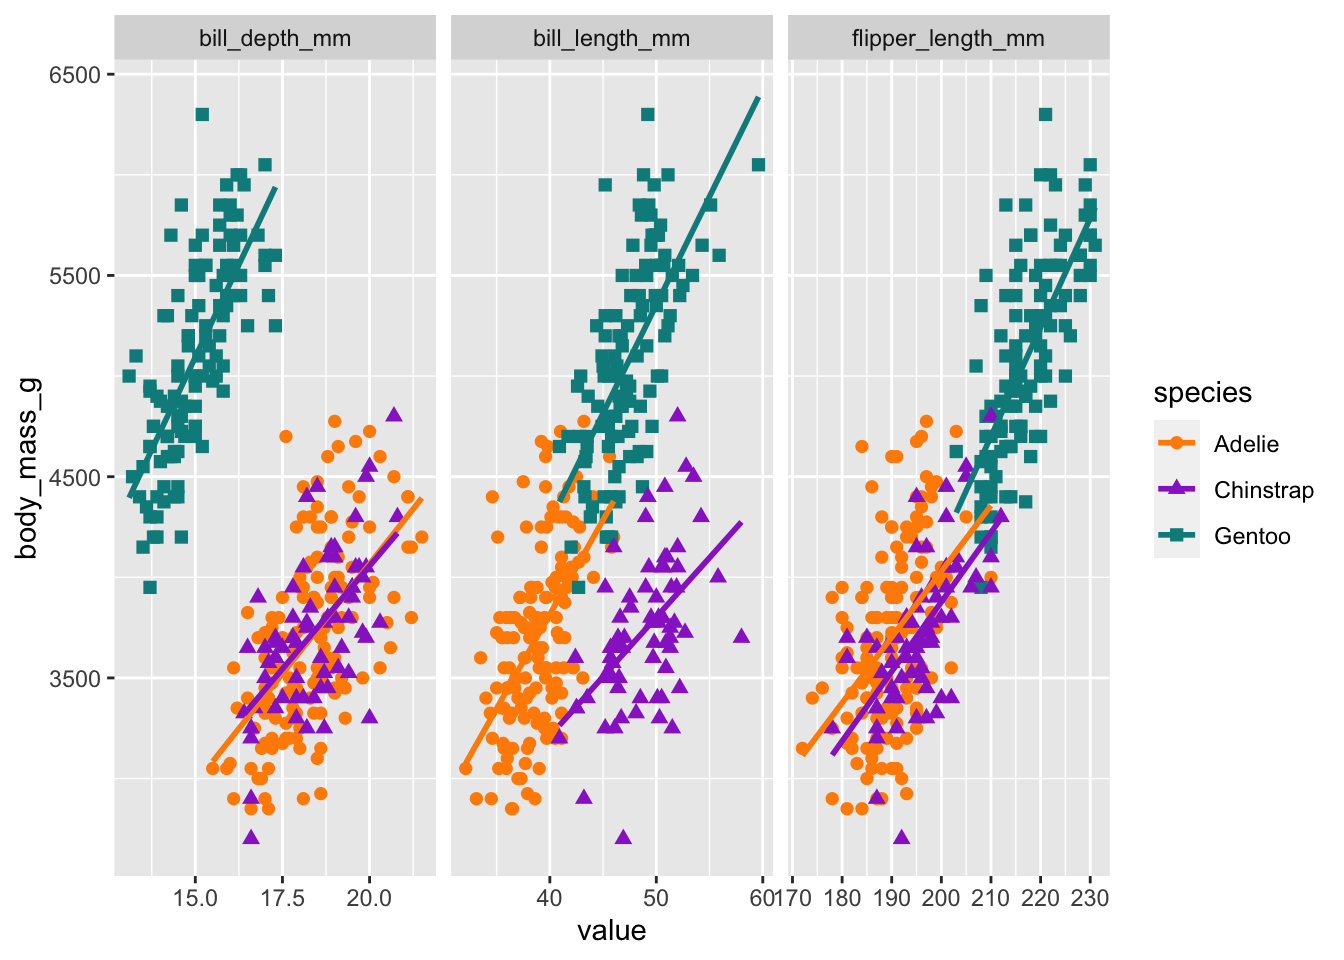 bill_depth_mm
bill_length_mm
flipper_length_mm
6500
5500
4500
3500
body_mass_g
15.0
17.5
20.0
40
50
60
170
180
190
200
210
220
230
value
species
Adelie
Chinstrap
Gentoo